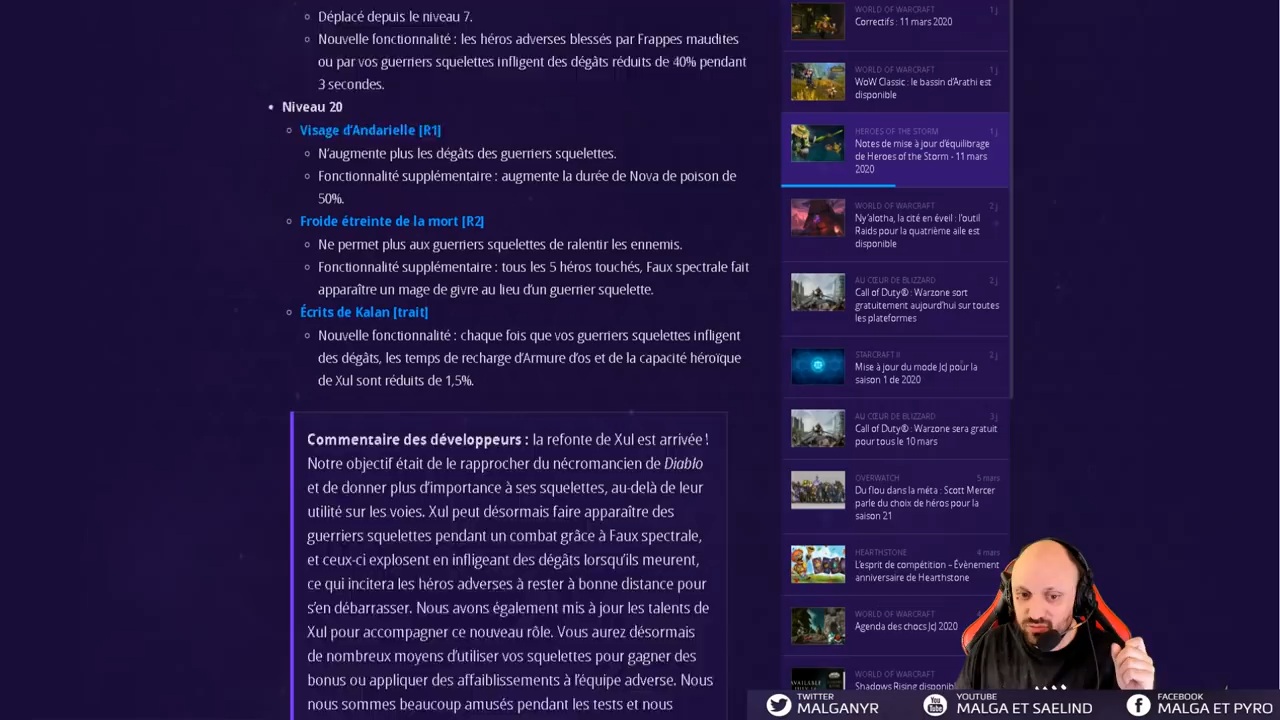 Déplacé depuis le niveau 7.
Nouvelle fonctionnalité : les héros adverses blessés par Frappes maudites
ou par vos guerriers squelettes infligent des dégâts réduits de 40% pendant
3 secondes.
Niveau 20
Visage d'Andarielle [R1]
N'augmente plus les dégâts des guerriers squelettes.
Fonctionnalité supplémentaire : augmente la durée de Nova de poison de
50%.
Froide étreinte de la mort [R2]
Ne permet plus aux guerriers squelettes de ralentir les ennemis.
Fonctionnalité supplémentaire : tous les 5 héros touchés, Faux spectrale fait
apparaître un mage de givre au lieu d'un guerrier squelette.
Écrits de Kalan [trait]
Nouvelle fonctionnalité : chaque fois que vos guerriers squelettes infligent
des dégâts, les temps de recharge d'Armure d'os et de la capacité héroïque
de Xul sont réduits de 1,5%.
Commentaire des développeurs : la refonte de Xul est arrivée !
Notre objectif était de le rapprocher du nécromancien de Diablo
et de donner plus d'importance à ses squelettes, au-delà de leur
utilité sur les voies. Xul peut désormais faire apparaître des
guerriers squelettes pendant un combat grâce à Faux spectrale,
et ceux-ci explosent en infligeant des dégâts lorsqu'ils meurent,
ce qui incitera les héros adverses à rester à bonne distance pour
s'en débarrasser. Nous avons également mis à jour les talents de
Xul pour accompagner ce nouveau rôle. Vous aurez désormais
de nombreux moyens d'utiliser vos squelettes pour gagner des
bonus ou appliquer des affaiblissements à l'équipe adverse. Nous
nous sommes beaucoup amusés pendant les tests et nous
WORLD OF WARCRAFT 1 j
Correctifs : 11 mars 2020
WORLD OF WARCRAFT 1 j
WoW Classic : le bassin d'Arathi est
disponible
HEROES OF THE STORM 1 j
Notes de mise à jour d'équilibrage
de Heroes of the Storm - 11 mars
2020
WORLD OF WARCRAFT 2 j
Ny'alotha, la cité en éveil : l'outil
Raids pour la quatrième aile est
disponible
AU CŒUR DE BLIZZARD 2 j
Call of Duty® : Warzone sort
gratuitement aujourd'hui sur toutes
les plateformes
STARCRAFT II 2 j
Mise à jour du mode JcJ pour la
saison 1 de 2020
AU CŒUR DE BLIZZARD 3 j
Call of Duty® : Warzone sera gratuit
pour tous le 10 mars
OVERWATCH 5 mars
Du flou dans la méta : Scott Mercer
parle du choix de héros pour la
saison 21
HEARTHSTONE 4 mars
L'esprit de compétition – Évènement
anniversaire de Hearthstone
WORLD OF WARCRAFT
Agenda des chocs JcJ 2020
WORLD OF WARCRAFT
Shadows Rising
TWITTER
MALGANYR
YOUTUBE
MALGA ET SAELIND
FACEBOOK
MALGA ET PYRO